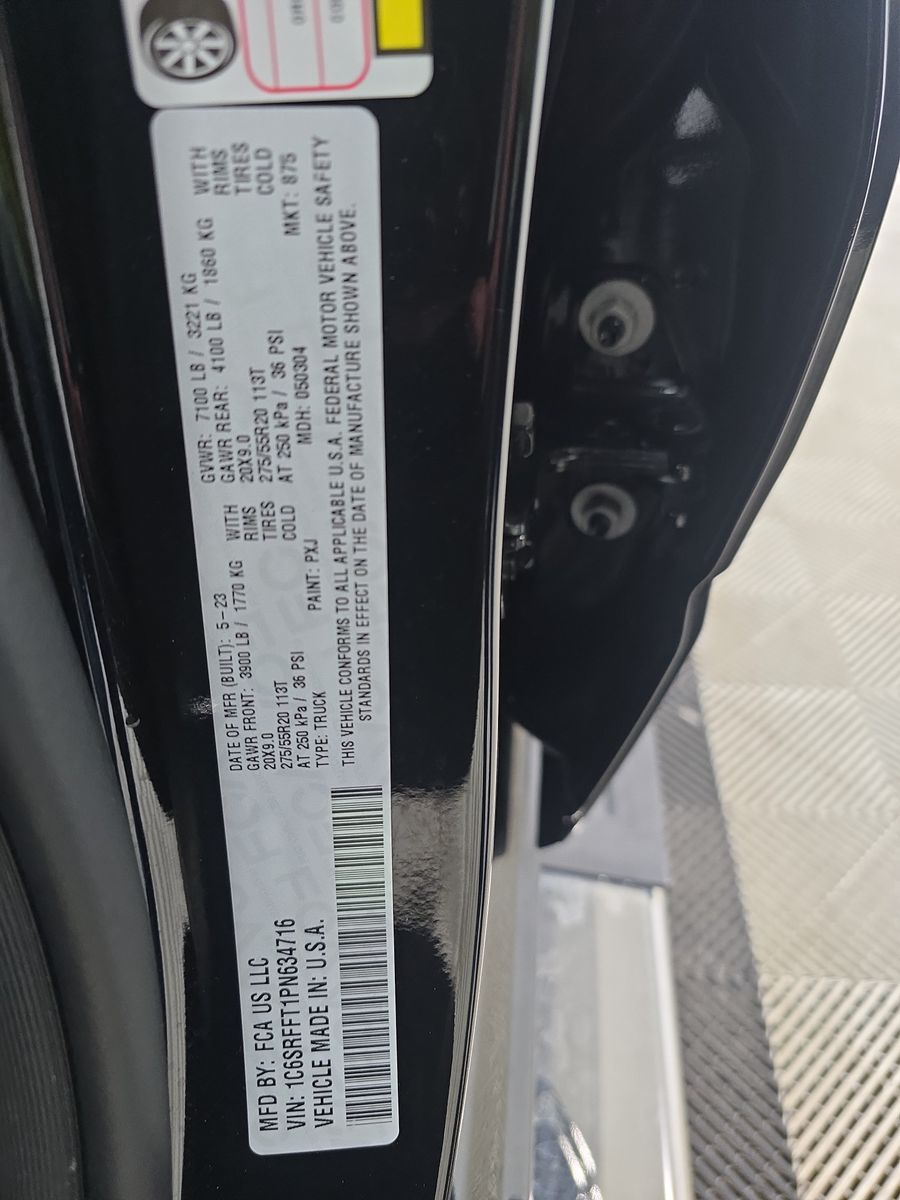 MFD BY: FCA US LLC
VIN: 1C6SRFFT1PN634716
VEHICLE MADE IN: U.S.A.
DATE OF MFR (BUILT): 5-23 GVWR: 7100 LB / 3221 KG
GAWR FRONT: 3900 LB / 1770 KG WITH GAWR REAR: 4100 LB / 1860 KG WITH
20X9.0 RIMS 20X9.0 RIMS
275/55R20 113T TIRES 275/55R20 113T TIRES
AT 250 kPa / 36 PSI COLD AT 250 kPa / 36 PSI COLD
TYPE: TRUCK PAINT: PXJ MDH: 050304 MKT: 875
THIS VEHICLE CONFORMS TO ALL APPLICABLE U.S.A. FEDERAL MOTOR VEHICLE SAFETY
STANDARDS IN EFFECT ON THE DATE OF MANUFACTURE SHOWN ABOVE.